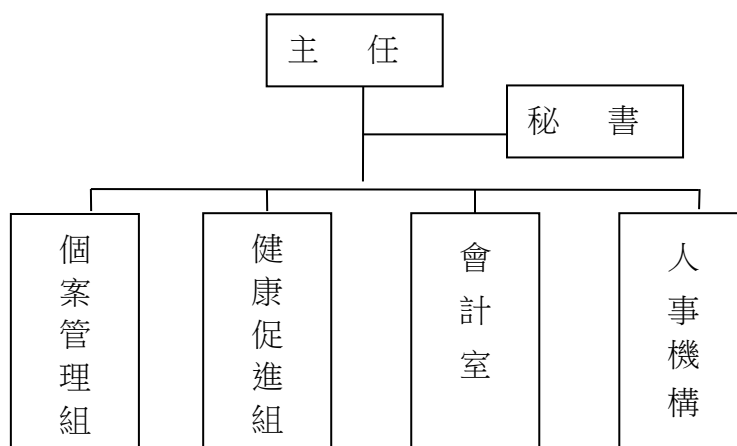 主 任
秘 書
個案管理組
健康促進組
會計室
人事機構